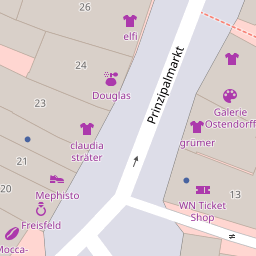 26
elfi
24
Prinzipalmarkt
Douglas
23
Galerie
Ostendorff
claudia
sträter
grümer
21
20
Mephisto
13
WN Ticket
Shop
Freisfeld
Mocca-